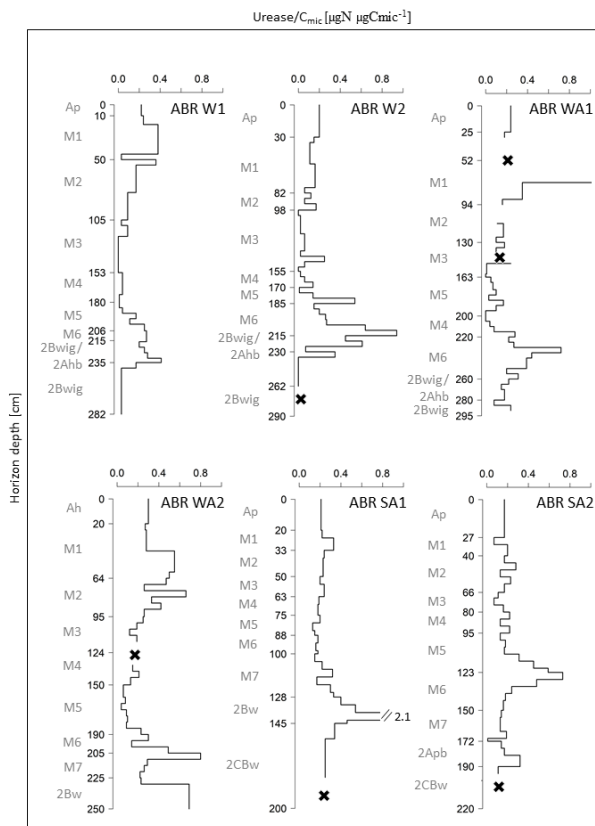 Urease/Cmic [µgN µgCmic⁻¹]
Horizon depth [cm]
0.0 0.4 0.8
ABR W1
Ap
M1
M2
M3
M4
M5
M6
2Bwig/
2Ahb
2Bwig
0
10
50
105
153
180
206
215
235
282
0.0 0.4 0.8
ABR W2
Ap
M1
M2
M3
M4
M5
M6
2Bwig/
2Ahb
2Bwig
0
30
82
98
155
170
185
215
230
262
290
0.0 0.4 0.8
ABR WA1
Ap
M1
M2
M3
M5
M4
M6
2Bwig/
2Ahb
2Bwig
0
25
52
94
130
163
200
220
260
280
295
0.0 0.4 0.8
ABR WA2
Ah
M1
M2
M3
M4
M5
M6
M7
2Bw
0
20
64
95
124
150
190
205
225
250
0.0 0.4 0.8
ABR SA1
Ap
M1
M2
M3
M4
M5
M6
M7
2Bw
2CBw
0
25
33
63
75
88
100
128
145
200
2.1
0.0 0.4 0.8
ABR SA2
Ap
M1
M2
M3
M4
M5
M6
M7
2Apb
2CBw
0
27
37
66
80
95
123
150
172
190
220